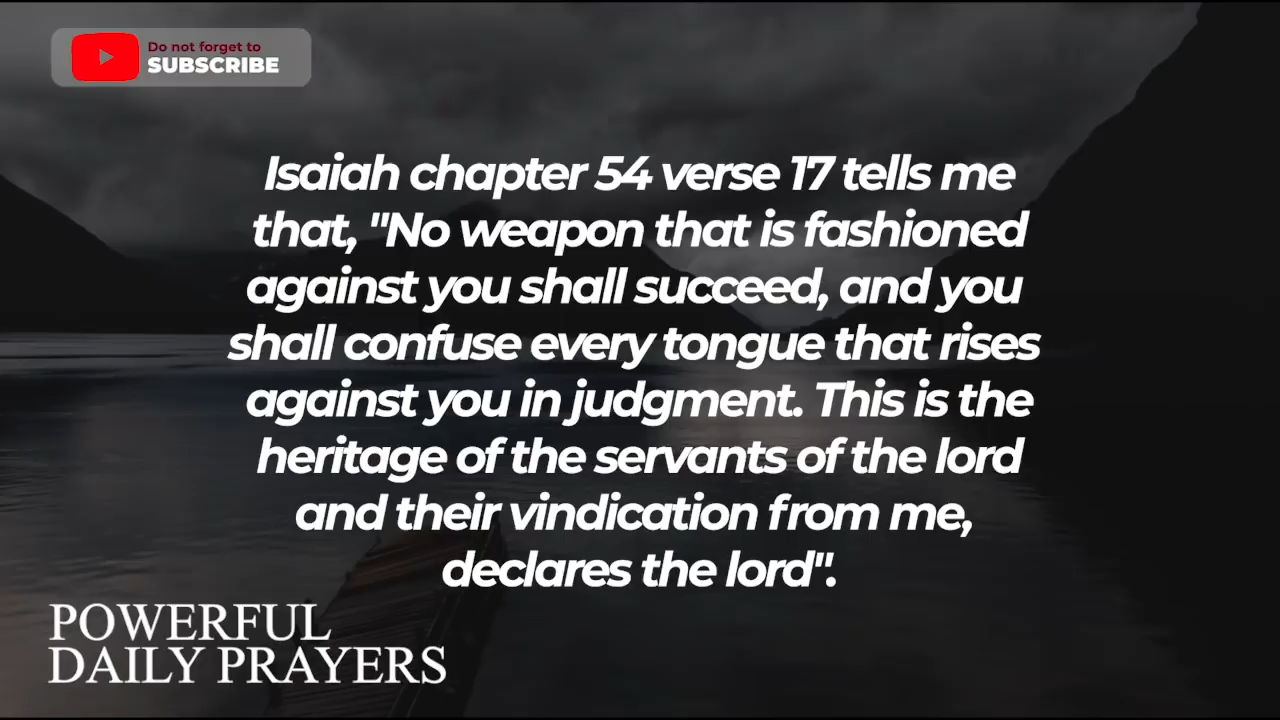 Do not forget to
SUBSCRIBE
Isaiah chapter 54 verse 17 tells me
that, "No weapon that is fashioned
against you shall succeed, and you
shall confuse every tongue that rises
against you in judgment. This is the
heritage of the servants of the lord
and their vindication from me,
declares the lord".
POWERFUL
DAILY PRAYERS